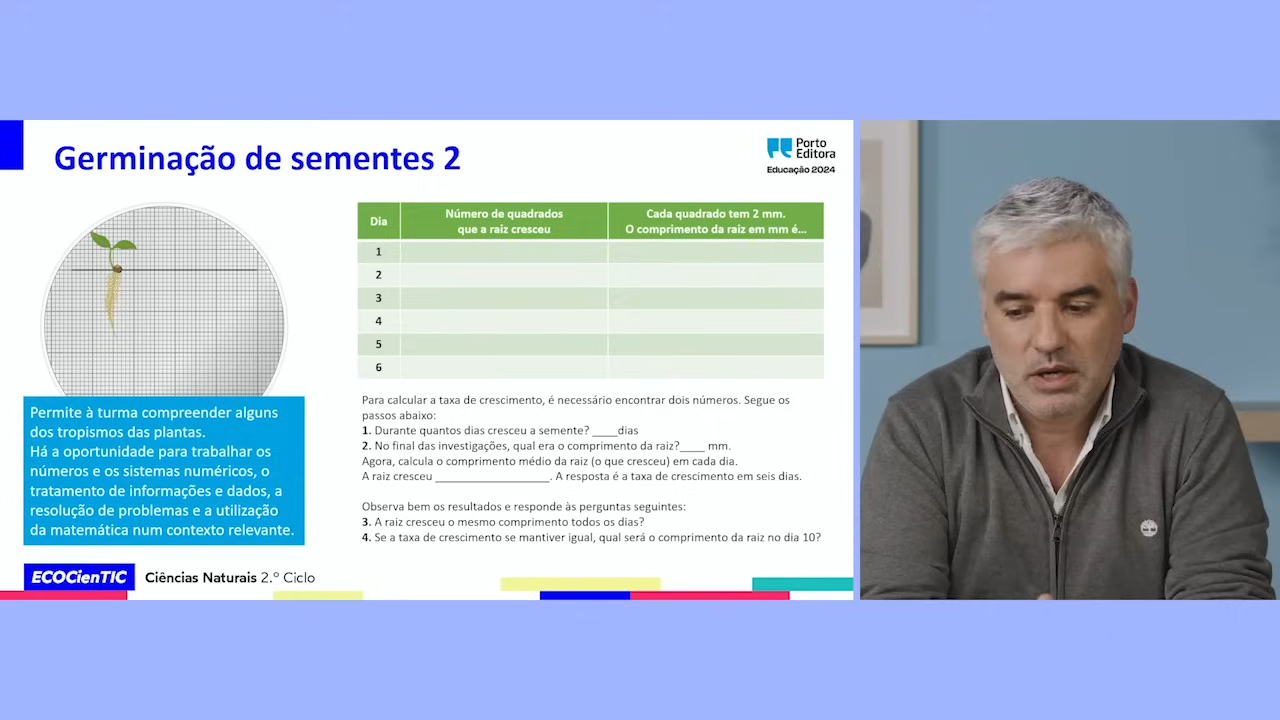 Germinação de sementes 2
Porto
Editora
Educação 2024
Dia
Número de quadrados
que a raiz cresceu
Cada quadrado tem 2 mm.
O comprimento da raiz em mm é...
1
2
3
4
5
6
Permite à turma compreender alguns
dos tropismos das plantas.
Há a oportunidade para trabalhar os
números e os sistemas numéricos, o
tratamento de informações e dados, a
resolução de problemas e a utilização
da matemática num contexto relevante.
Para calcular a taxa de crescimento, é necessário encontrar dois números. Segue os
passos abaixo:
1. Durante quantos dias cresceu a semente? ____dias
2. No final das investigações, qual era o comprimento da raiz?____ mm.
Agora, calcula o comprimento médio da raiz (o que cresceu) em cada dia.
A raiz cresceu __________________. A resposta é a taxa de crescimento em seis dias.
Observa bem os resultados e responde às perguntas seguintes:
3. A raiz cresceu o mesmo comprimento todos os dias?
4. Se a taxa de crescimento se mantiver igual, qual será o comprimento da raiz no dia 10?
ECOCienTIC
Ciências Naturais 2.º Ciclo